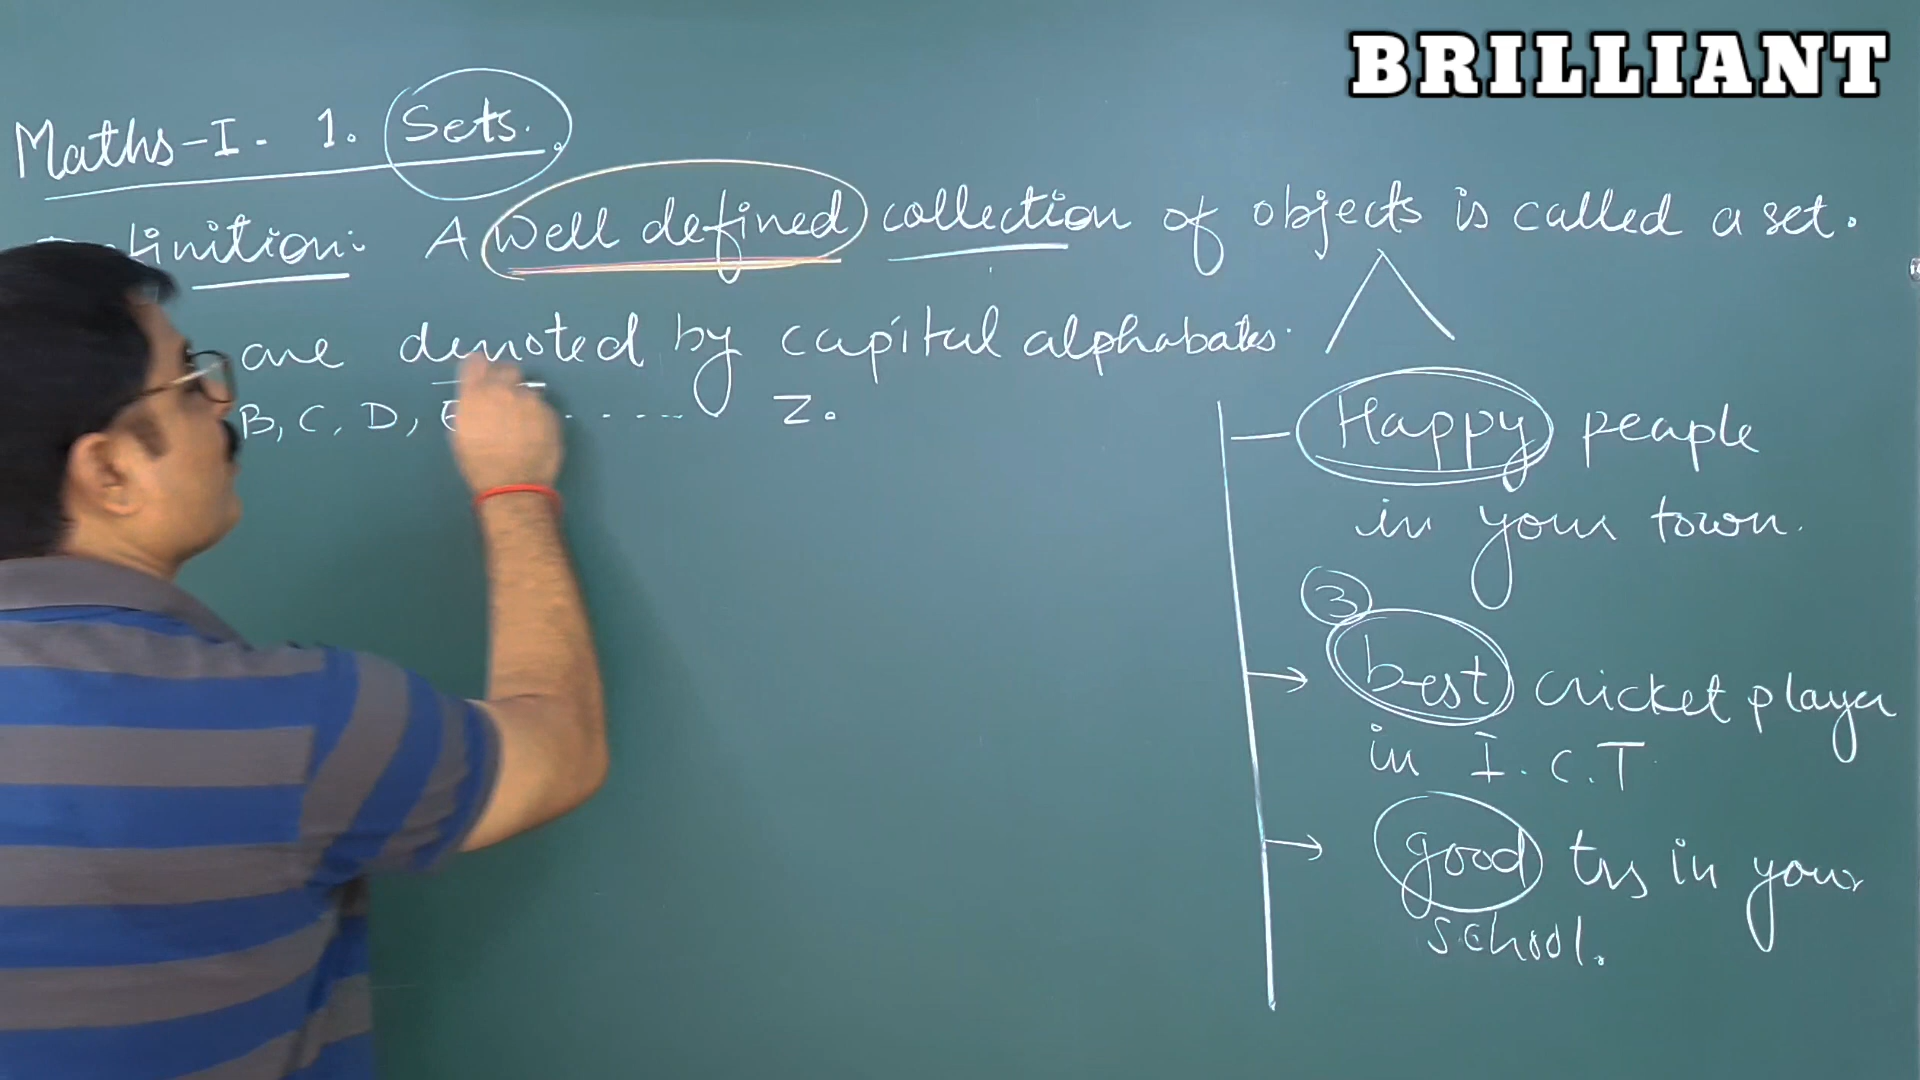 BRILLIANT
Maths-I. 1. Sets.
finition: A well defined collection of objects is called a set.
are denoted by capital alphabates.
B, C, D, E ....... Z.
Happy peaple
in your town.
3
best cricket player
in I.C.T
good trs in your
school.